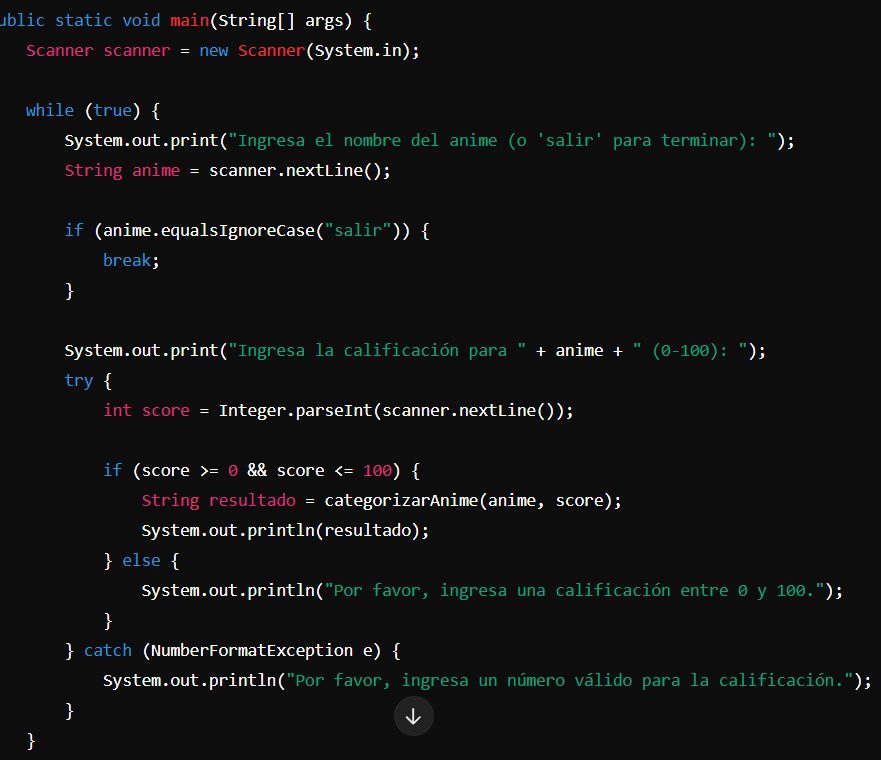 ublic static void main(String[] args) {
Scanner scanner = new Scanner(System.in);
while (true) {
System.out.print("Ingresa el nombre del anime (o 'salir' para terminar): ");
String anime = scanner.nextLine();
if (anime.equalsIgnoreCase("salir")) {
break;
}
System.out.print("Ingresa la calificación para " + anime + " (0-100): ");
try {
int score = Integer.parseInt(scanner.nextLine());
if (score >= 0 && score <= 100) {
String resultado = categorizarAnime(anime, score);
System.out.println(resultado);
} else {
System.out.println("Por favor, ingresa una calificación entre 0 y 100.");
}
} catch (NumberFormatException e) {
System.out.println("Por favor, ingresa un número válido para la calificación.");
}
}